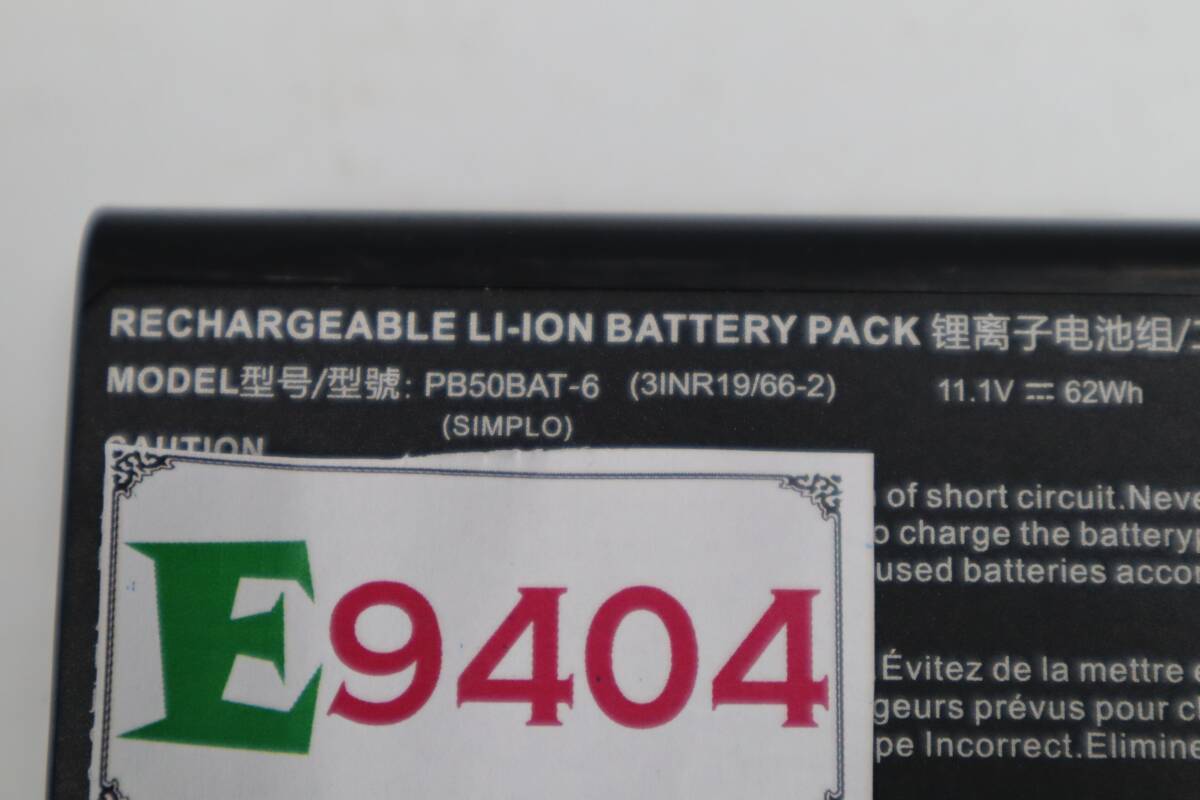 RECHARGEABLE LI-ION BATTERY PACK 锂离子电池组/
MODEL型号/型號: PB50BAT-6 (3INR19/66-2) 11.1V ⎓ 62Wh
(SIMPLO)
CAUTION
of short circuit.Neve
o charge the battery
used batteries accor
E9404
.Évitez de la mettre
geurs prévus pour
pe Incorrect.Elimine